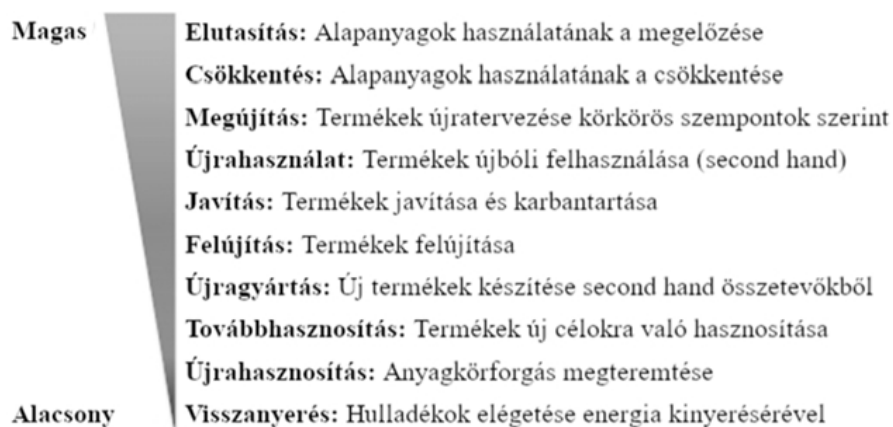 Magas Elutasítás: Alapanyagok használatának a megelőzése
Csökkentés: Alapanyagok használatának a csökkentése
Megújítás: Termékek újratervezése körkörös szempontok szerint
Újrahasználat: Termékek újbóli felhasználása (second hand)
Javítás: Termékek javítása és karbantartása
Felújítás: Termékek felújítása
Újragyártás: Új termékek készítése second hand összetevőkből
Továbbhasznosítás: Termékek új célokra való hasznosítása
Újrahasznosítás: Anyagkörforgás megteremtése
Alacsony Visszanyerés: Hulladékok elégetése energia kinyerésérével